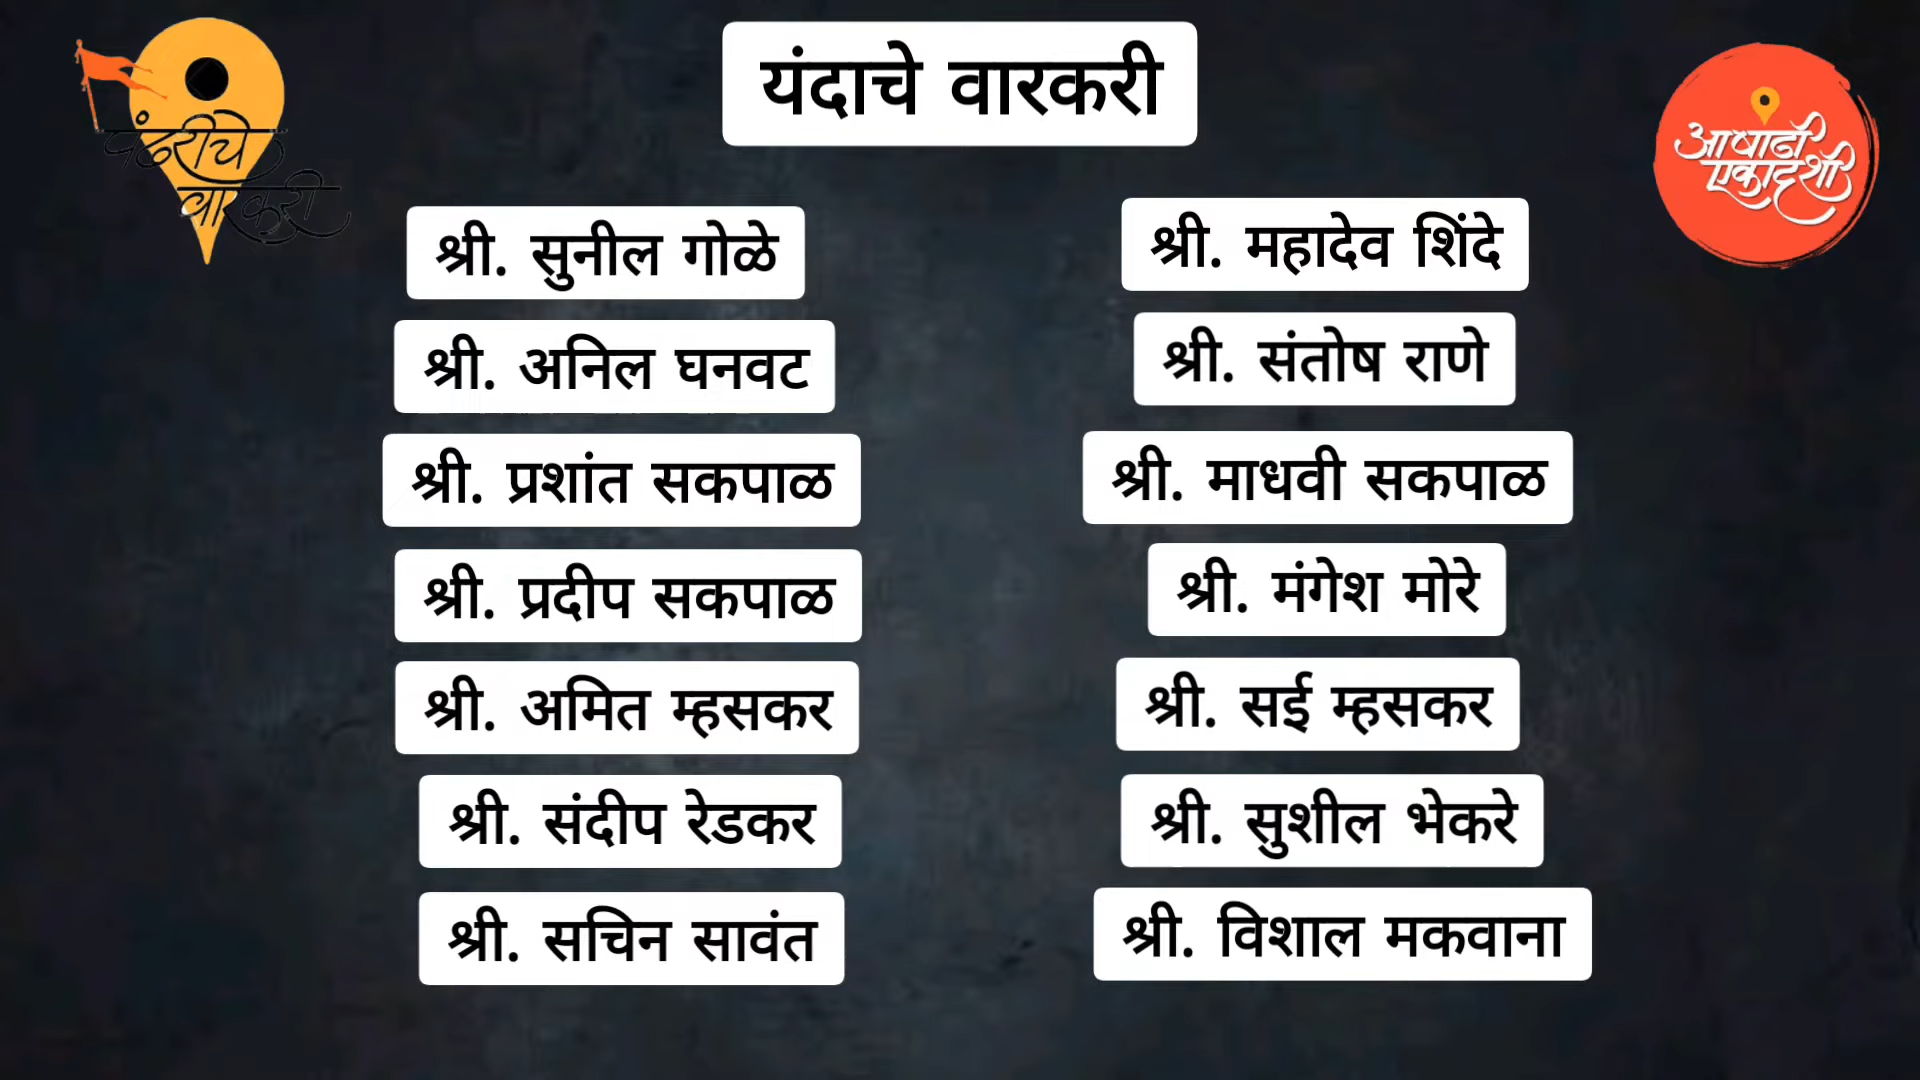 यंदाचे वारकरी
पंढरीचे
वारकरी
आषाढी
एकादशी
श्री. सुनील गोळे
श्री. अनिल घनवट
श्री. प्रशांत सकपाळ
श्री. प्रदीप सकपाळ
श्री. अमित म्हसकर
श्री. संदीप रेडकर
श्री. सचिन सावंत
श्री. महादेव शिंदे
श्री. संतोष राणे
श्री. माधवी सकपाळ
श्री. मंगेश मोरे
श्री. सई म्हसकर
श्री. सुशील भेकरे
श्री. विशाल मकवाना